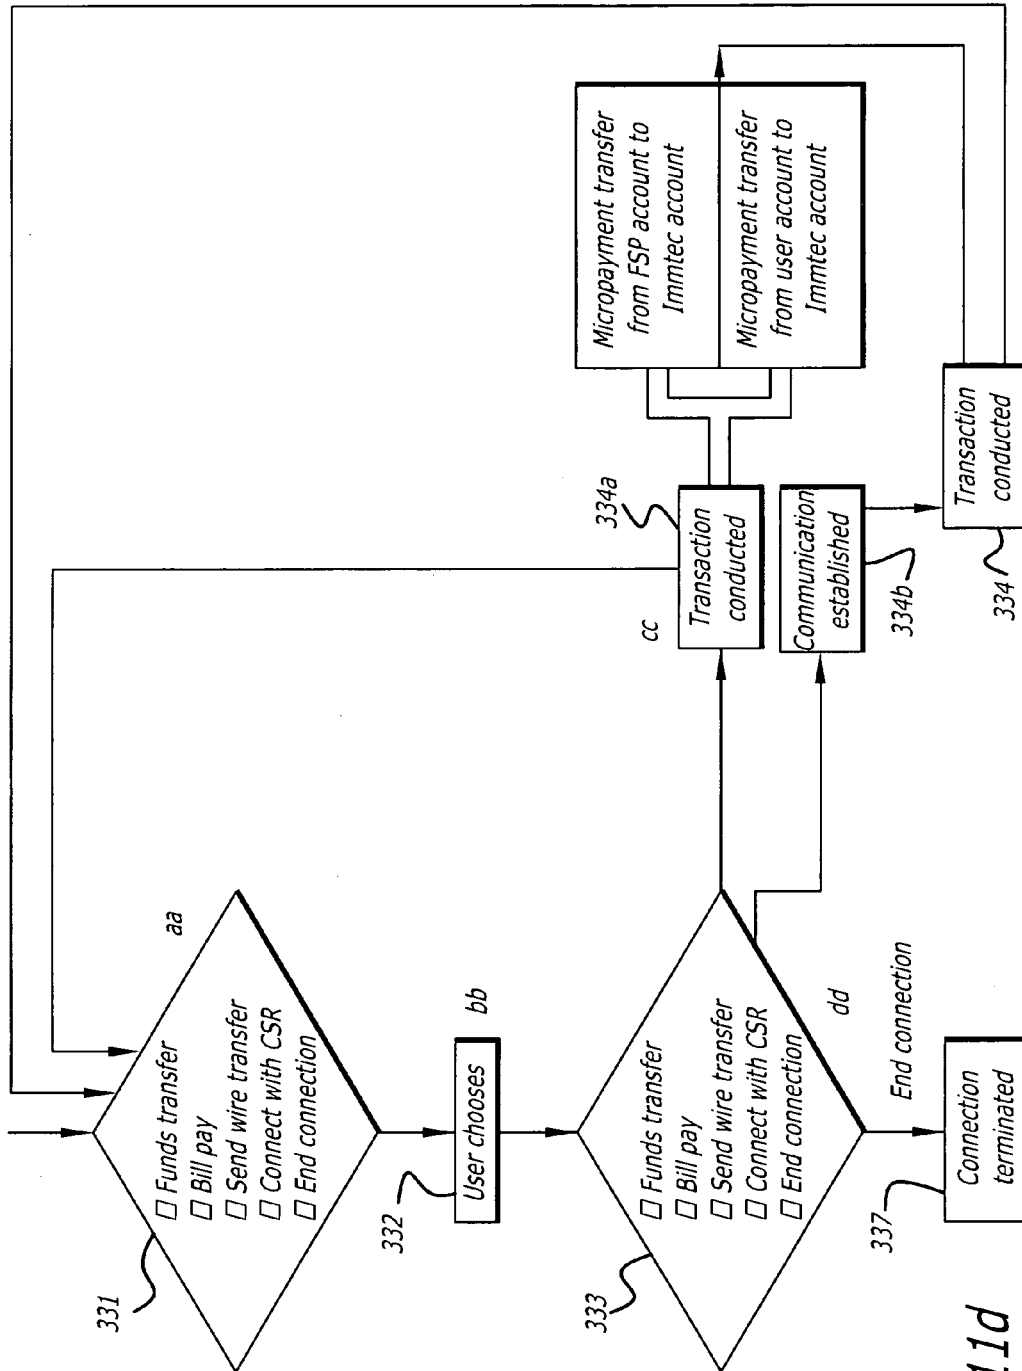 331
□ Funds transfer
□ Bill pay
□ Send wire transfer
□ Connect with CSR
□ End connection
aa
332
User chooses
bb
333
□ Funds transfer
□ Bill pay
□ Send wire transfer
□ Connect with CSR
□ End connection
dd
End connection
337
Connection
terminated
cc
334a
Transaction
conducted
Communication
established
334b
Micropayment transfer
from FSP account to
Immtec account
Micropayment transfer
from user account to
Immtec account
Transaction
conducted
334
11d